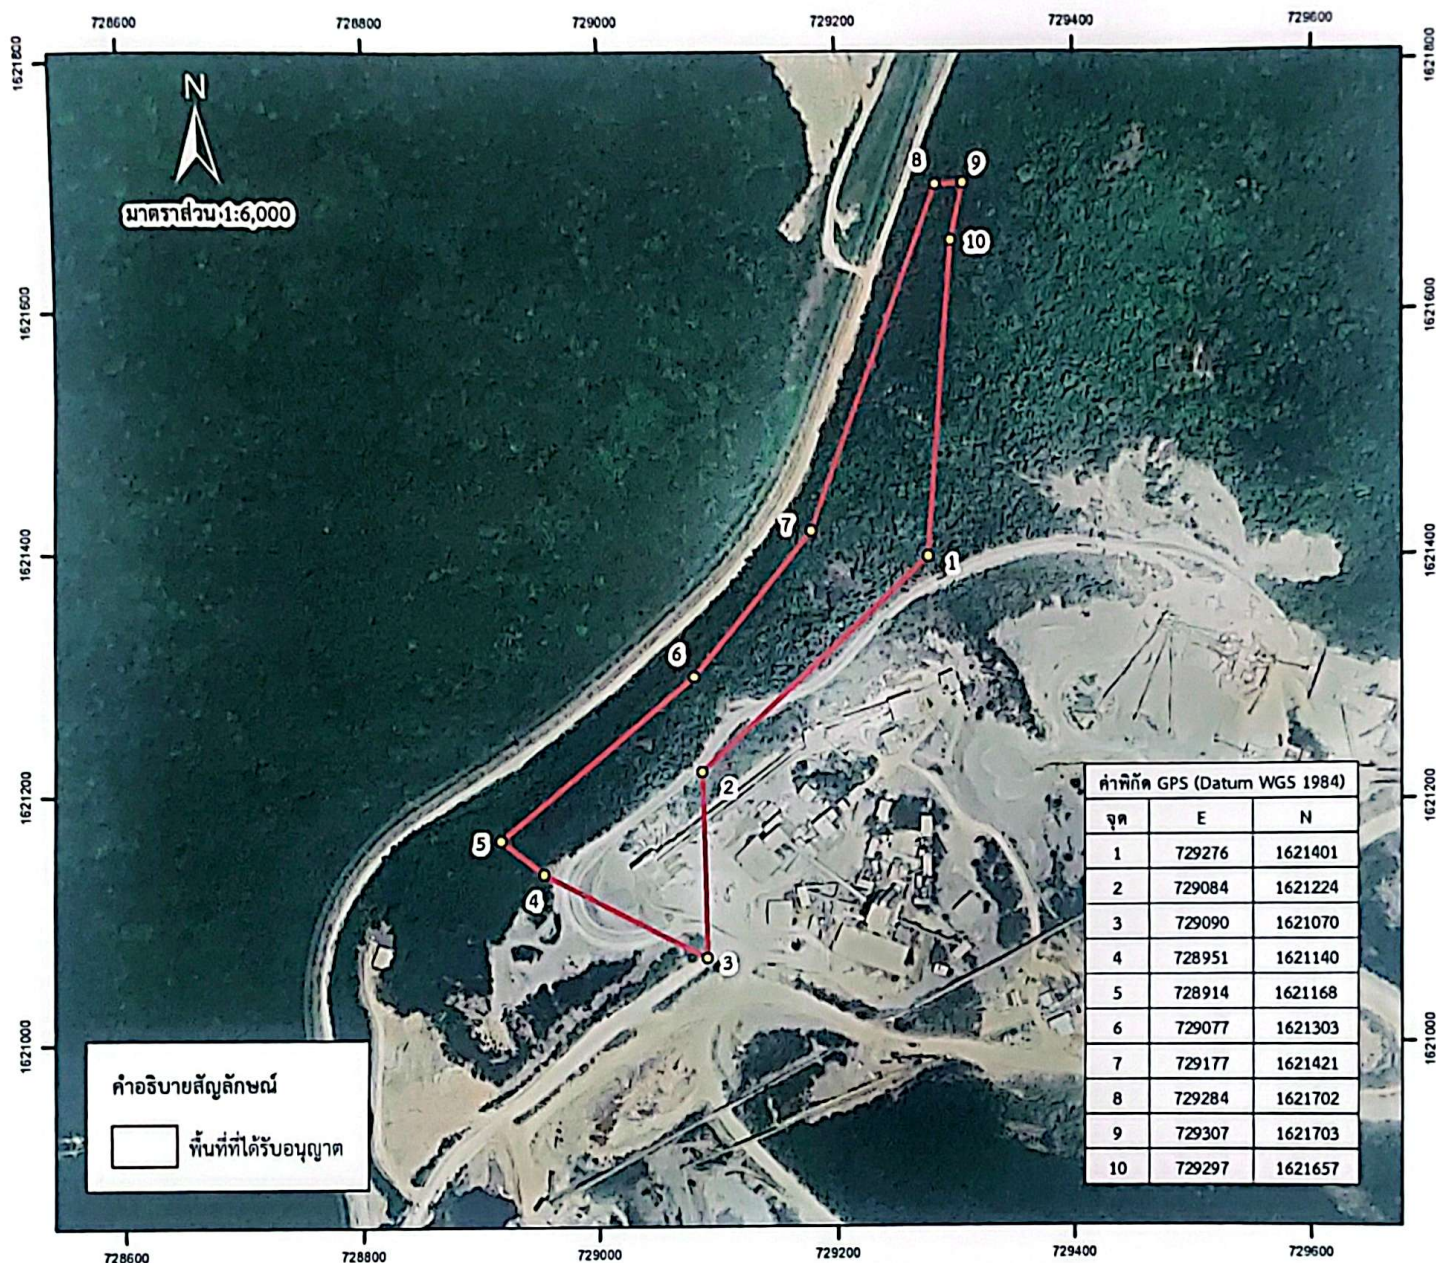 728600 728800 729000 729200 729400 729600
1621800 1621800
N
มาตราส่วน 1:6,000
8 9
10
1621600 1621600
7
1
1621400 1621400
6
2
5
4
3
1621200 1621200
ค่าพิกัด GPS (Datum WGS 1984)
จุด E N
1 729276 1621401
2 729084 1621224
3 729090 1621070
4 728951 1621140
5 728914 1621168
6 729077 1621303
7 729177 1621421
8 729284 1621702
9 729307 1621703
10 729297 1621657
1621000 1621000
คำอธิบายสัญลักษณ์
พื้นที่ที่ได้รับอนุญาต
728600 728800 729000 729200 729400 729600